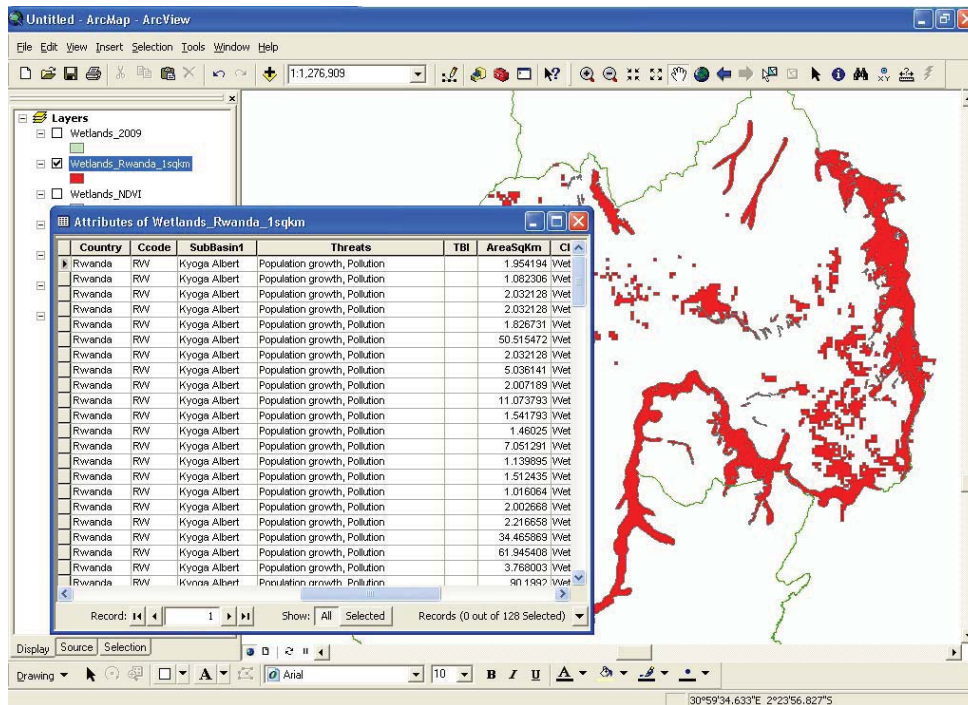 Untitled - ArcMap - ArcView
File Edit View Insert Selection Tools Window Help
1:1,276,909
Layers
Wetlands_2009
Wetlands_Rwanda_1sqkm
Wetlands_NDVI
Attributes of Wetlands_Rwanda_1sqkm
Country Ccode SubBasin1 Threats TBI AreaSqKm Cl
Rwanda RW Kyoga Albert Population growth, Pollution 1.954194 Wet
Rwanda RW Kyoga Albert Population growth, Pollution 1.082306 Wet
Rwanda RW Kyoga Albert Population growth, Pollution 2.032128 Wet
Rwanda RW Kyoga Albert Population growth, Pollution 2.032128 Wet
Rwanda RW Kyoga Albert Population growth, Pollution 1.826731 Wet
Rwanda RW Kyoga Albert Population growth, Pollution 50.515472 Wet
Rwanda RW Kyoga Albert Population growth, Pollution 2.032128 Wet
Rwanda RW Kyoga Albert Population growth, Pollution 5.036141 Wet
Rwanda RW Kyoga Albert Population growth, Pollution 2.007189 Wet
Rwanda RW Kyoga Albert Population growth, Pollution 11.073793 Wet
Rwanda RW Kyoga Albert Population growth, Pollution 1.541793 Wet
Rwanda RW Kyoga Albert Population growth, Pollution 1.46025 Wet
Rwanda RW Kyoga Albert Population growth, Pollution 7.051291 Wet
Rwanda RW Kyoga Albert Population growth, Pollution 1.139895 Wet
Rwanda RW Kyoga Albert Population growth, Pollution 1.512435 Wet
Rwanda RW Kyoga Albert Population growth, Pollution 1.016064 Wet
Rwanda RW Kyoga Albert Population growth, Pollution 2.002668 Wet
Rwanda RW Kyoga Albert Population growth, Pollution 2.216658 Wet
Rwanda RW Kyoga Albert Population growth, Pollution 34.465869 Wet
Rwanda RW Kyoga Albert Population growth, Pollution 61.945408 Wet
Rwanda RW Kyoga Albert Population growth, Pollution 3.768003 Wet
Rwanda RW Kyoga Albert Population growth, Pollution 90.1992 Wet
Record: 1 Show: All Selected Records (0 out of 128 Selected)
Display Source Selection
Drawing A Arial 10 B I U A
30°59'34.633"E 2°23'56.827"S